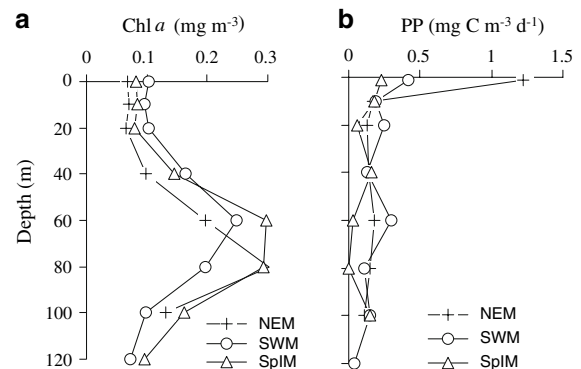 a Chl a (mg m-3)
0 0.1 0.2 0.3
Depth (m)
0
20
40
60
80
100
120
NEM
SWM
SpIM
b PP (mg C m-3 d-1)
0 0.5 1 1.5
NEM
SWM
SpIM